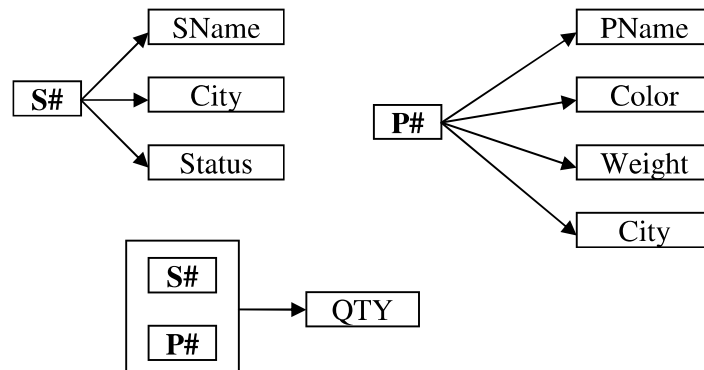 SName
S#
City
Status
PName
P#
Color
Weight
City
S#
P#
QTY